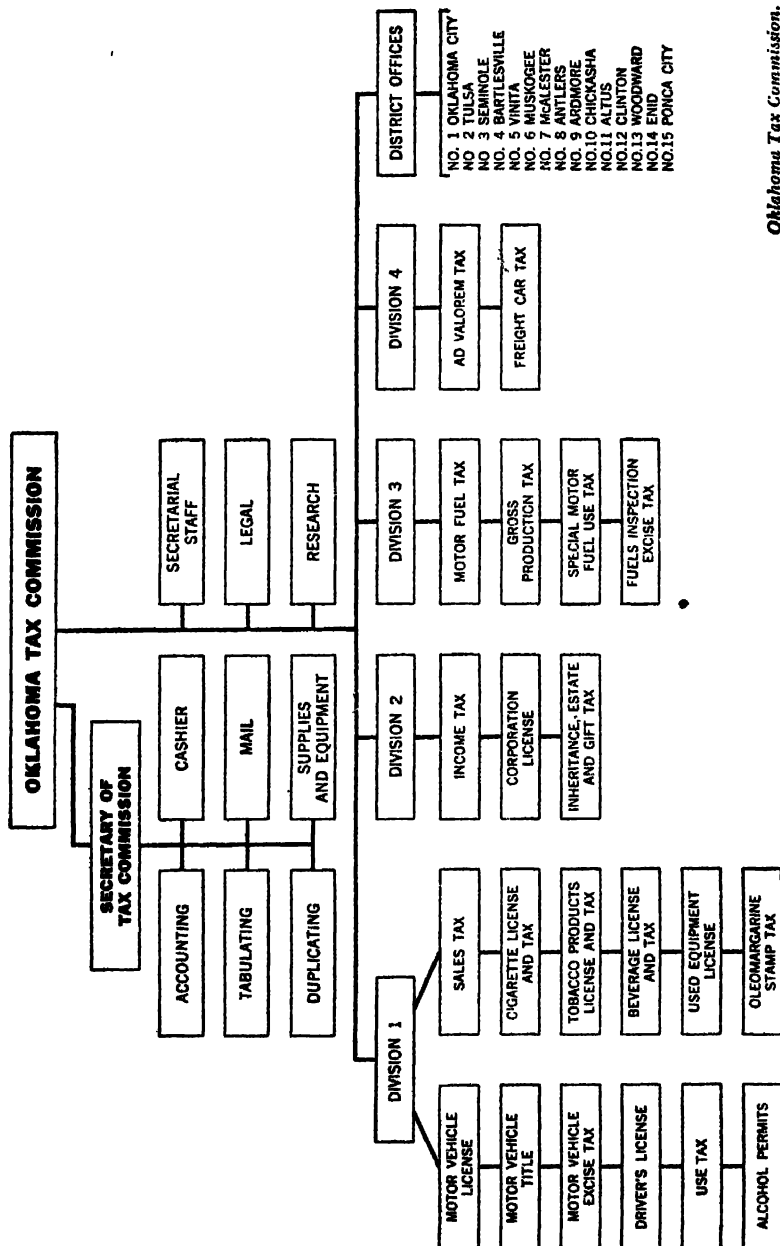 OKLAHOMA TAX COMMISSION
SECRETARY OF
TAX COMMISSION
ACCOUNTING
CASHIER
SECRETARIAL
STAFF
TABULATING
MAIL
LEGAL
DUPLICATING
SUPPLIES
AND EQUIPMENT
RESEARCH
DIVISION 1
MOTOR VEHICLE
LICENSE
MOTOR VEHICLE
TITLE
MOTOR VEHICLE
EXCISE TAX
DRIVER'S LICENSE
USE TAX
ALCOHOL PERMITS
SALES TAX
CIGARETTE LICENSE
AND TAX
TOBACCO PRODUCTS
LICENSE AND TAX
BEVERAGE LICENSE
AND TAX
USED EQUIPMENT
LICENSE
OLEOMARGARINE
STAMP TAX
DIVISION 2
INCOME TAX
CORPORATION
LICENSE
INHERITANCE, ESTATE
AND GIFT TAX
DIVISION 3
MOTOR FUEL TAX
GROSS
PRODUCTION TAX
SPECIAL MOTOR
FUEL USE TAX
FUELS INSPECTION
EXCISE TAX
DIVISION 4
AD VALOREM TAX
FREIGHT CAR TAX
DISTRICT OFFICES
NO. 1 OKLAHOMA CITY
NO 2 TULSA
NO 3 SEMINOLE
NO. 4 BARTLESVILLE
NO. 5 VINITA
NO. 6 MUSKOGEE
NO. 7 McALESTER
NO. 8 ANTLERS
NO. 9 ARDMORE
NO.10 CHICKASHA
NO.11 ALTUS
NO.12 CLINTON
NO.13 WOODWARD
NO.14 ENID
NO.15 PONCA CITY
Oklahoma Tax Commission.